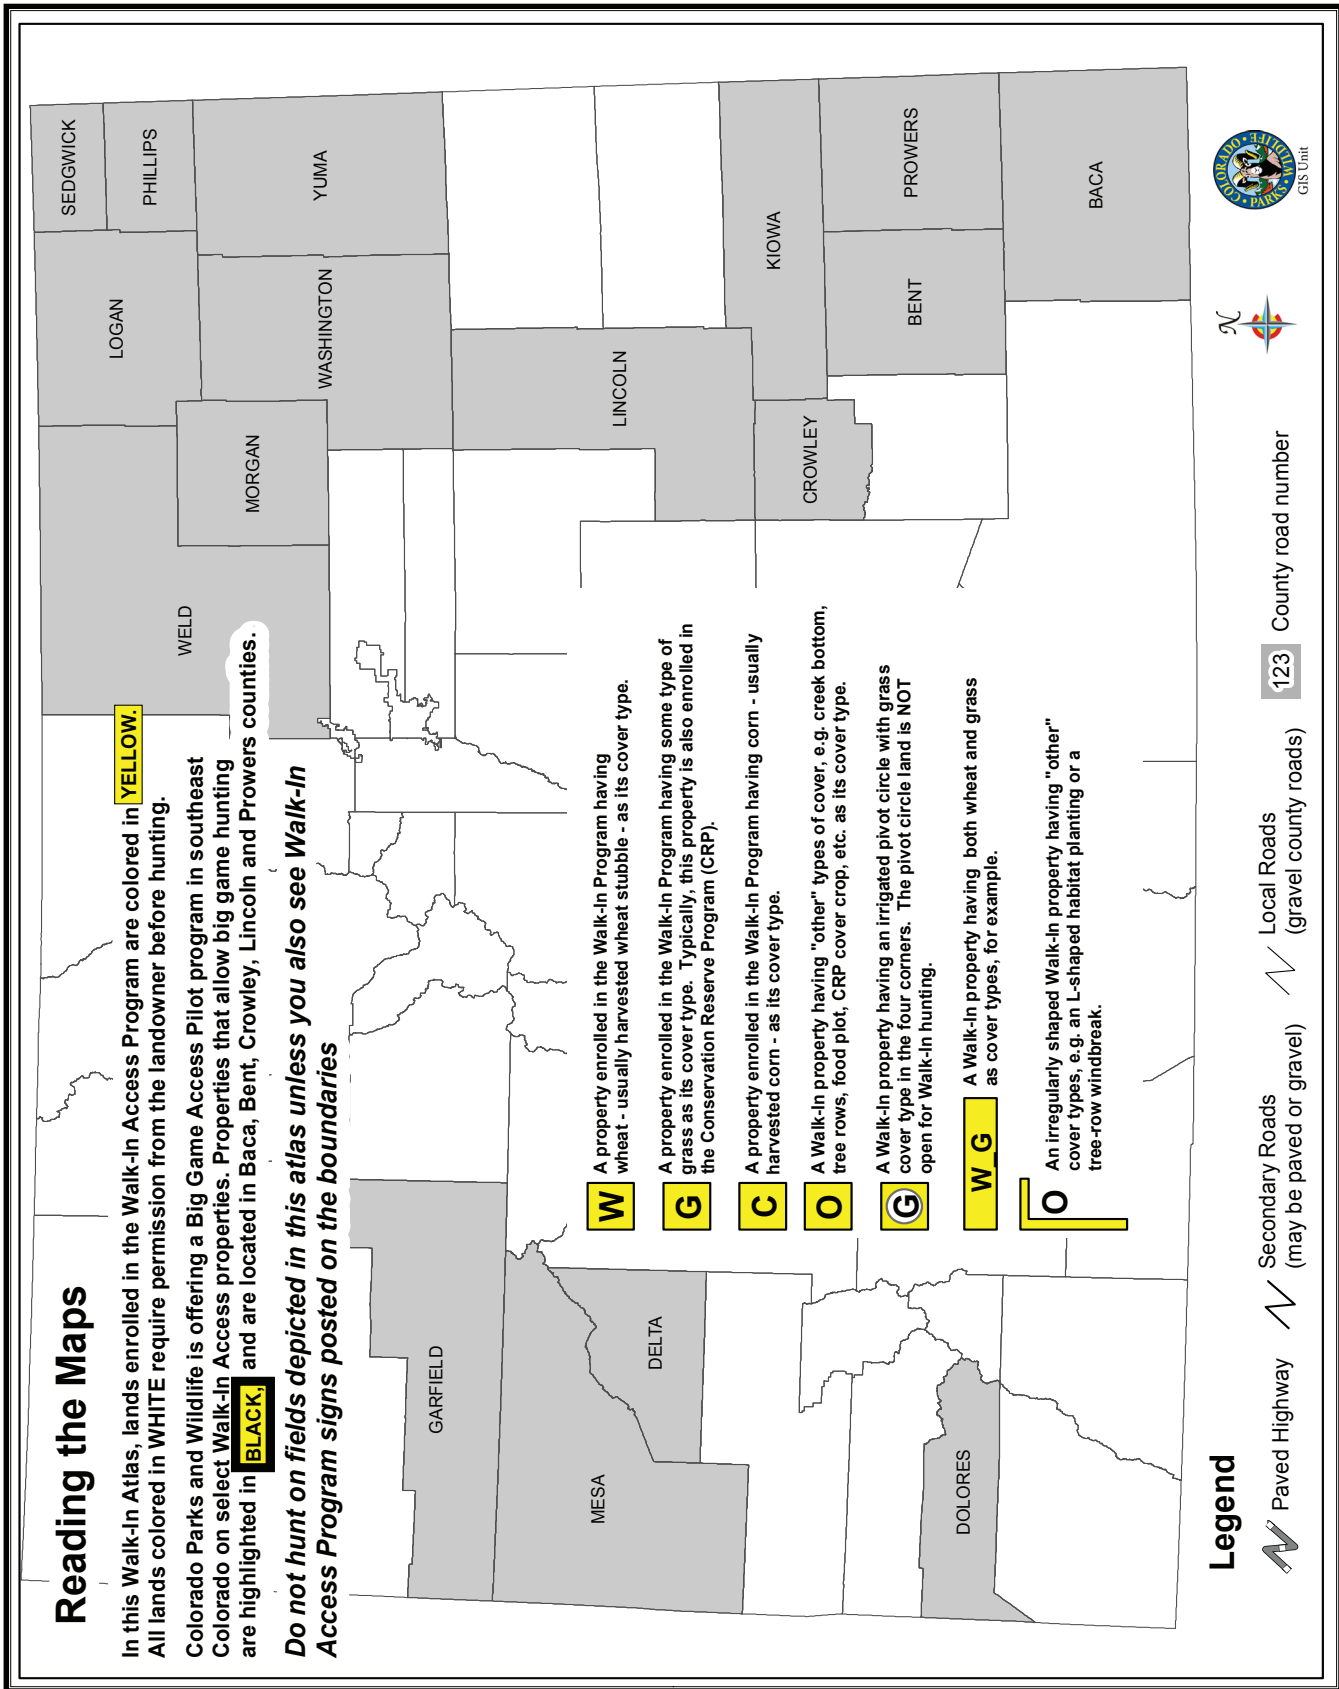 Reading the Maps
In this Walk-In Atlas, lands enrolled in the Walk-In Access Program are colored in YELLOW.
All lands colored in WHITE require permission from the landowner before hunting.
Colorado Parks and Wildlife is offering a Big Game Access Pilot program in southeast
Colorado on select Walk-In Access properties. Properties that allow big game hunting
are highlighted in BLACK, and are located in Baca, Bent, Crowley, Lincoln and Prowers counties.
Do not hunt on fields depicted in this atlas unless you also see Walk-In
Access Program signs posted on the boundaries
SEDGWICK
PHILLIPS
LOGAN
YUMA
WELD
MORGAN
WASHINGTON
GARFIELD
MESA
DELTA
LINCOLN
KIOWA
CROWLEY
BENT
PROWERS
DOLORES
BACA
W
A property enrolled in the Walk-In Program having
wheat - usually harvested wheat stubble - as its cover type.
G
A property enrolled in the Walk-In Program having some type of
grass as its cover type. Typically, this property is also enrolled in
the Conservation Reserve Program (CRP).
C
A property enrolled in the Walk-In Program having corn - usually
harvested corn - as its cover type.
O
A Walk-In property having "other" types of cover, e.g. creek bottom,
tree rows, food plot, CRP cover crop, etc. as its cover type.
G
A Walk-In property having an irrigated pivot circle with grass
cover type in the four corners. The pivot circle land is NOT
open for Walk-In hunting.
W_G
A Walk-In property having both wheat and grass
as cover types, for example.
O
An irregularly shaped Walk-In property having "other"
cover types, e.g. an L-shaped habitat planting or a
tree-row windbreak.
Legend
Paved Highway
Secondary Roads
(may be paved or gravel)
Local Roads
(gravel county roads)
123 County road number
N
COLORADO PARKS WILDLIFE
GIS Unit